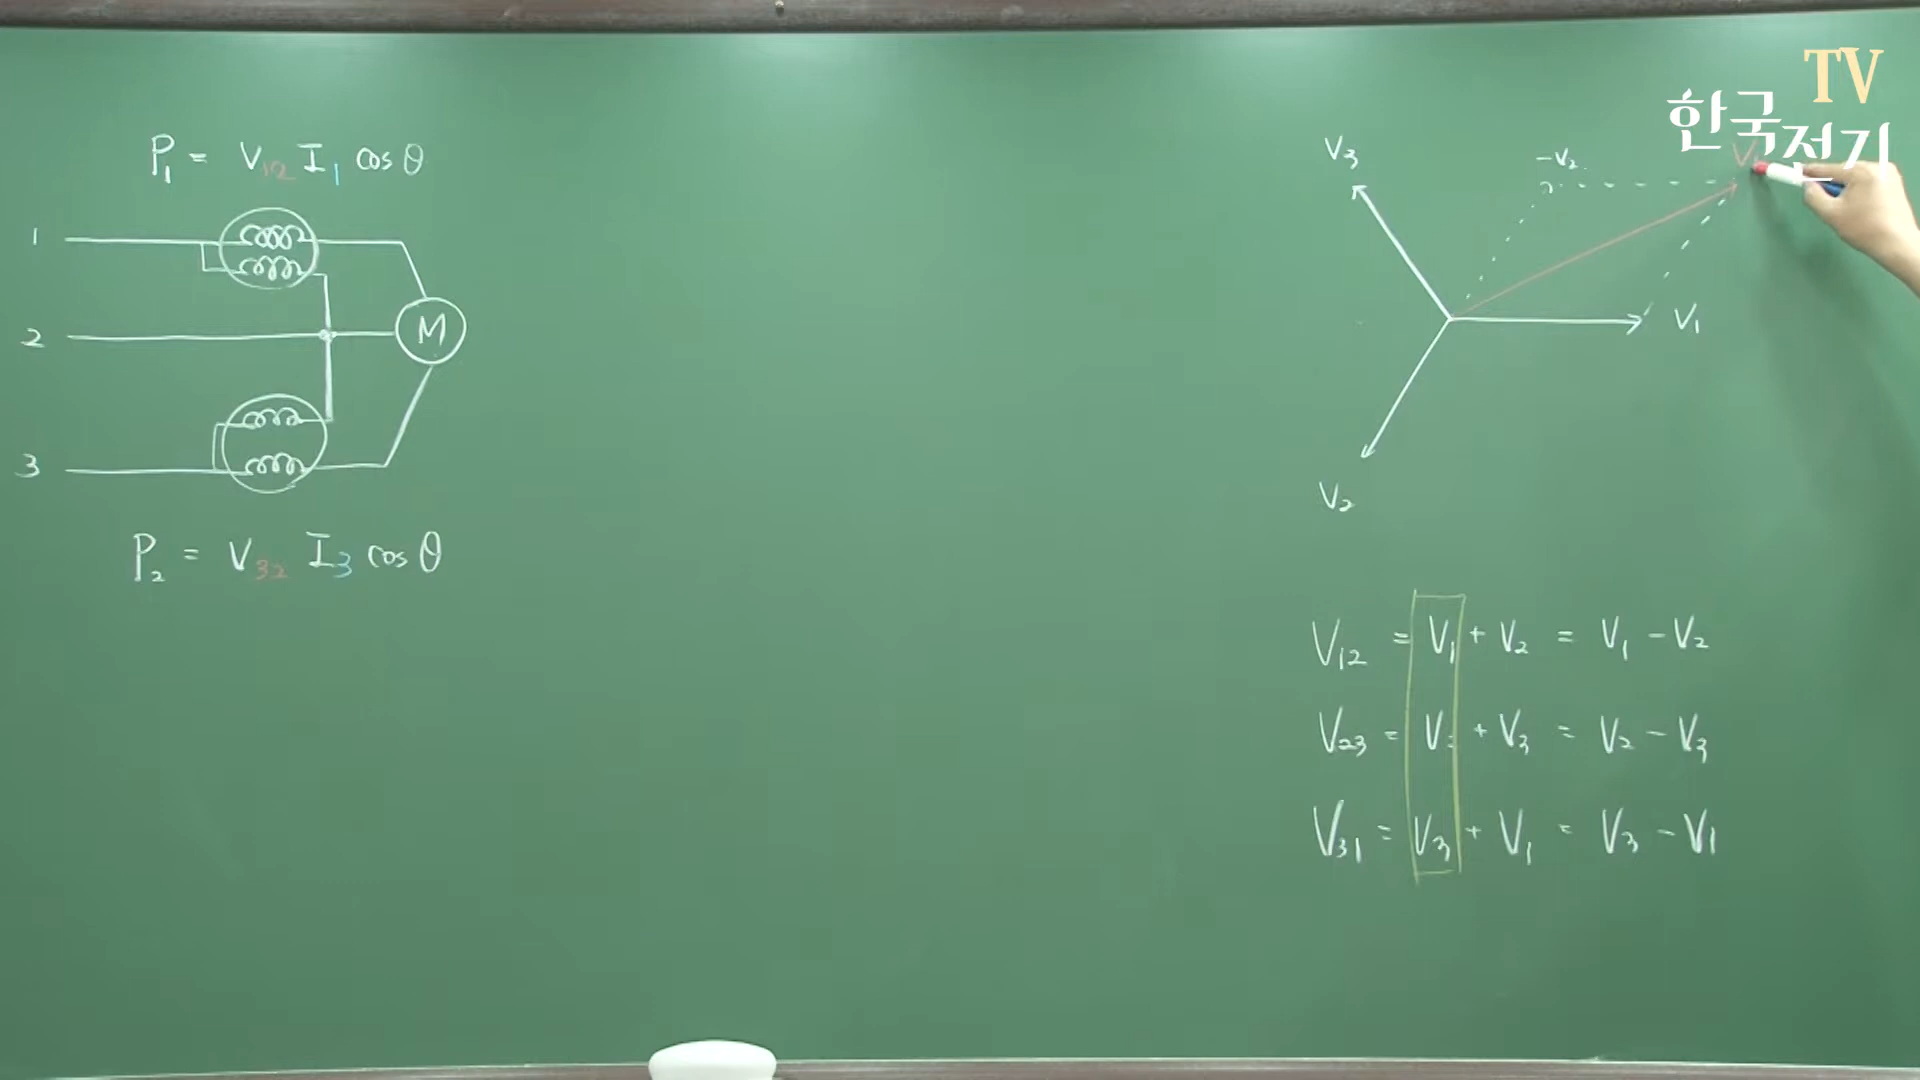 TV
한국전기
P₁ = V₁₂ I₁ cos θ
1
2
3
M
P₂ = V₃₂ I₃ cos θ
V₃
-V₂
V₁
V₂
V₁₂ = V₁ + V₂ = V₁ - V₂
V₂₃ = V₂ + V₃ = V₂ - V₃
V₃₁ = V₃ + V₁ = V₃ - V₁